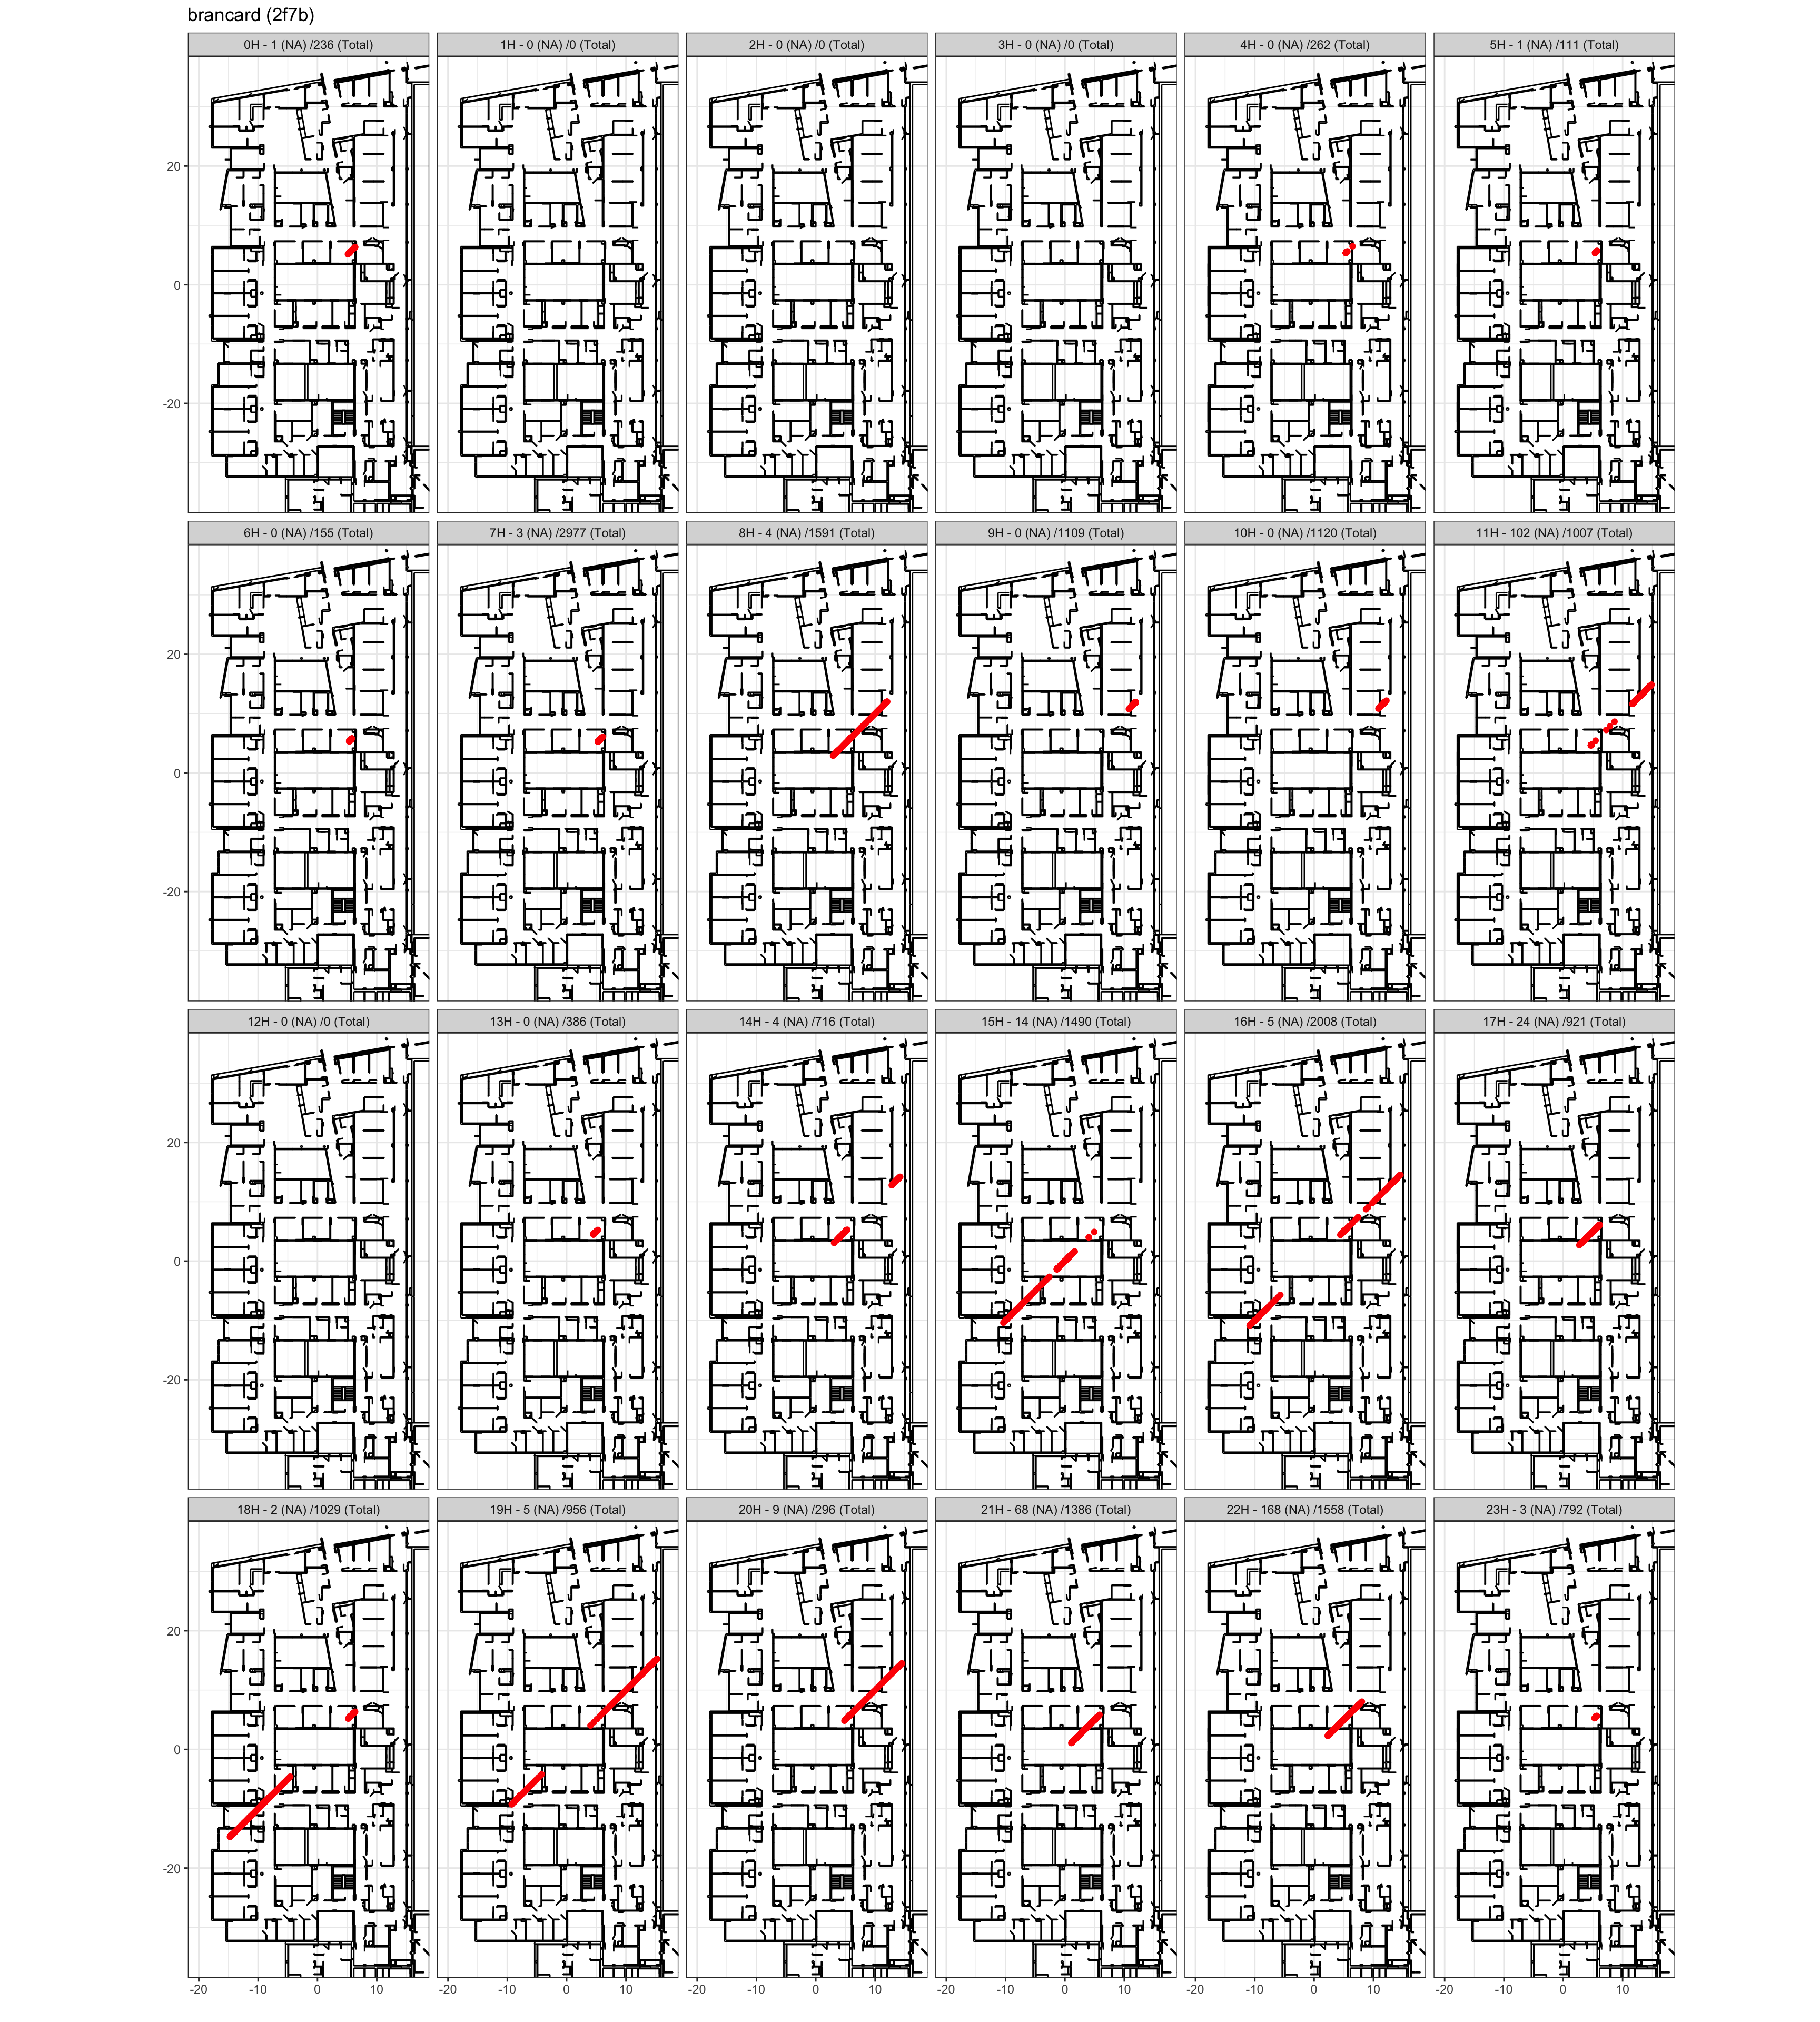 brancard (2f7b)
0H - 1 (NA) /236 (Total)
1H - 0 (NA) /0 (Total)
2H - 0 (NA) /0 (Total)
3H - 0 (NA) /0 (Total)
4H - 0 (NA) /262 (Total)
5H - 1 (NA) /111 (Total)
20
0
-20
6H - 0 (NA) /155 (Total)
7H - 3 (NA) /2977 (Total)
8H - 4 (NA) /1591 (Total)
9H - 0 (NA) /1109 (Total)
10H - 0 (NA) /1120 (Total)
11H - 102 (NA) /1007 (Total)
20
0
-20
12H - 0 (NA) /0 (Total)
13H - 0 (NA) /386 (Total)
14H - 4 (NA) /716 (Total)
15H - 14 (NA) /1490 (Total)
16H - 5 (NA) /2008 (Total)
17H - 24 (NA) /921 (Total)
20
0
-20
18H - 2 (NA) /1029 (Total)
19H - 5 (NA) /956 (Total)
20H - 9 (NA) /296 (Total)
21H - 68 (NA) /1386 (Total)
22H - 168 (NA) /1558 (Total)
23H - 3 (NA) /792 (Total)
20
0
-20
-20 -10 0 10
-20 -10 0 10
-20 -10 0 10
-20 -10 0 10
-20 -10 0 10
-20 -10 0 10